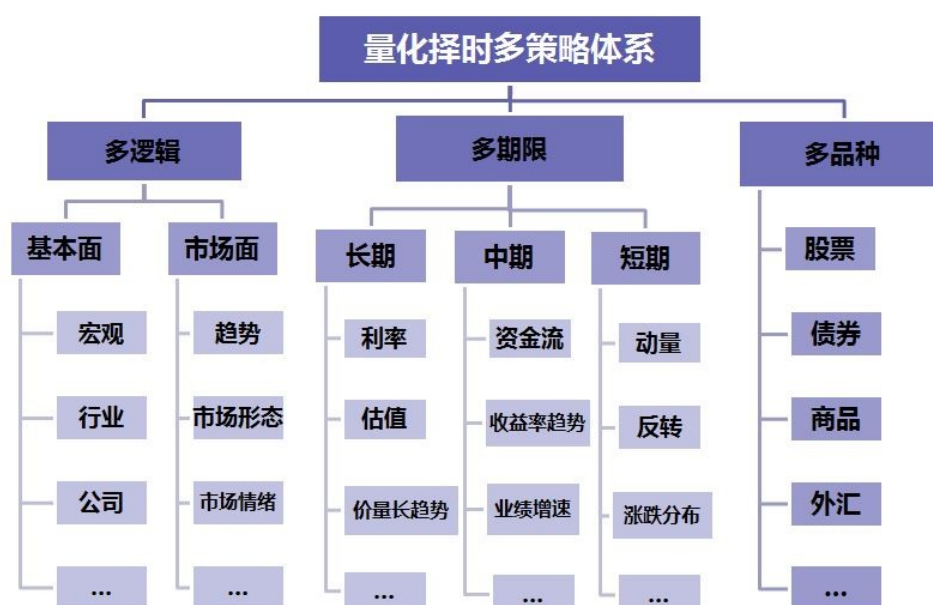 量化择时多策略体系
多逻辑
多期限
多品种
基本面
市场面
长期
中期
短期
股票
宏观
趋势
利率
资金流
动量
债券
行业
市场形态
估值
收益率趋势
反转
商品
公司
市场情绪
价量长趋势
业绩增速
涨跌分布
外汇
...
...
...
...
...
...